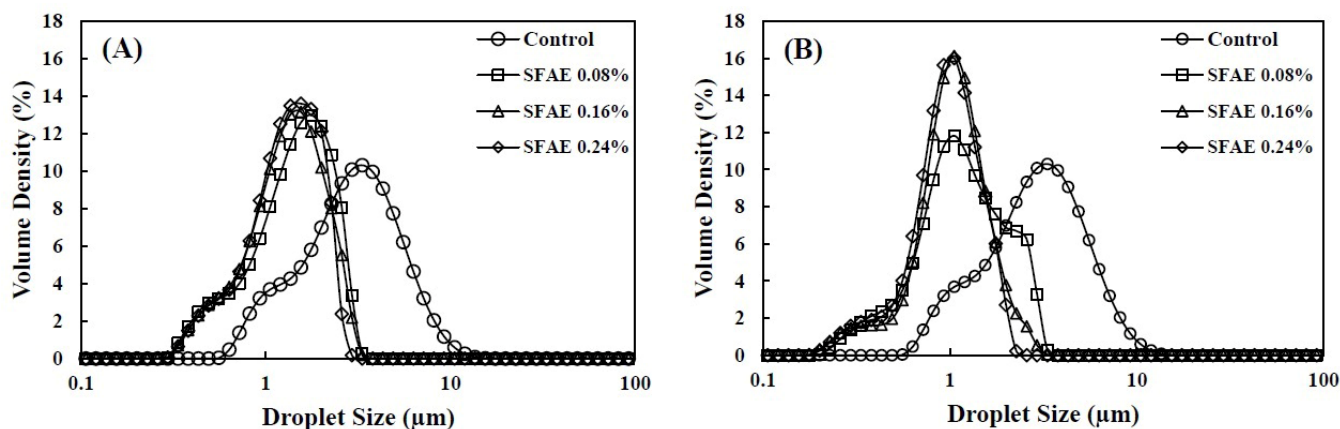 (A)
Control
SFAE 0.08%
SFAE 0.16%
SFAE 0.24%
Volume Density (%)
18
16
14
12
10
8
6
4
2
0
0.1
1
10
100
Droplet Size (µm)
(B)
Control
SFAE 0.08%
SFAE 0.16%
SFAE 0.24%
Volume Density (%)
18
16
14
12
10
8
6
4
2
0
0.1
1
10
100
Droplet Size (µm)